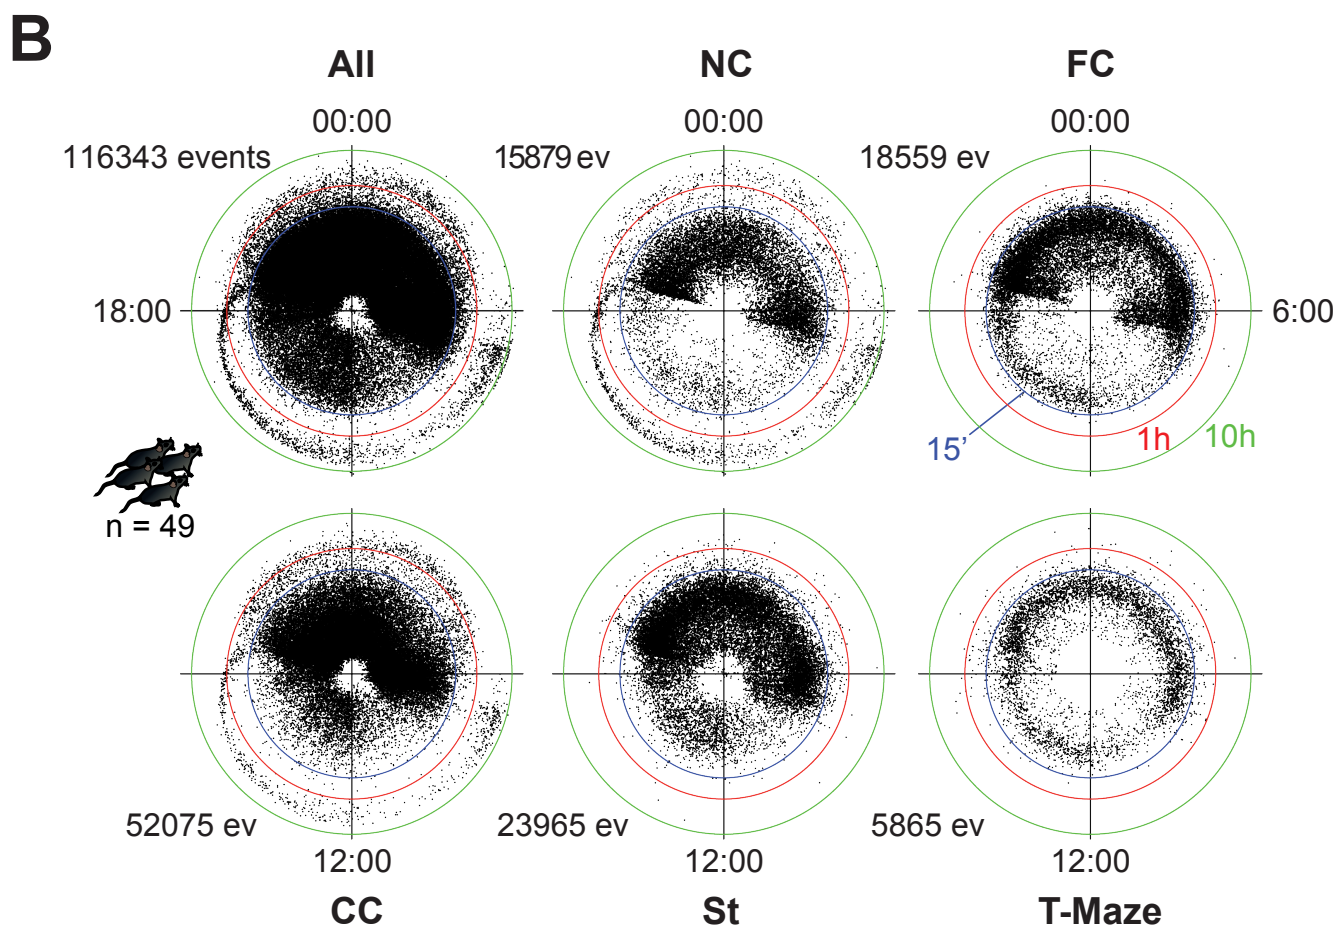 B
All
NC
FC
00:00
00:00
00:00
116343 events
15879 ev
18559 ev
18:00
6:00
15’
1h
10h
n = 49
52075 ev
23965 ev
5865 ev
12:00
12:00
12:00
CC
St
T-Maze